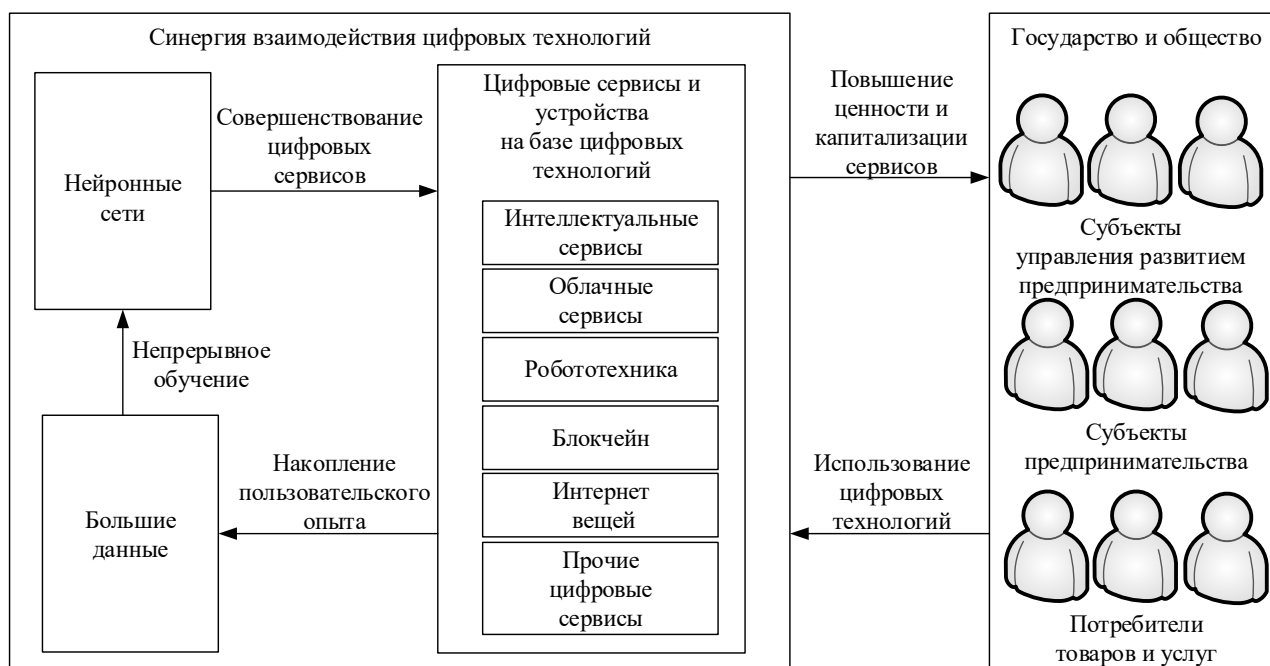 Синергия взаимодействия цифровых технологий
Нейронные
сети
Совершенствование
цифровых
сервисов
Цифровые сервисы и
устройства
на базе цифровых
технологий
Интеллектуальные
сервисы
Облачные
сервисы
Робототехника
Блокчейн
Интернет
вещей
Прочие
цифровые
сервисы
Непрерывное
обучение
Большие
данные
Накопление
пользовательского
опыта
Повышение
ценности и
капитализации
сервисов
Использование
цифровых
технологий
Государство и общество
Субъекты
управления развитием
предпринимательства
Субъекты
предпринимательства
Потребители
товаров и услуг